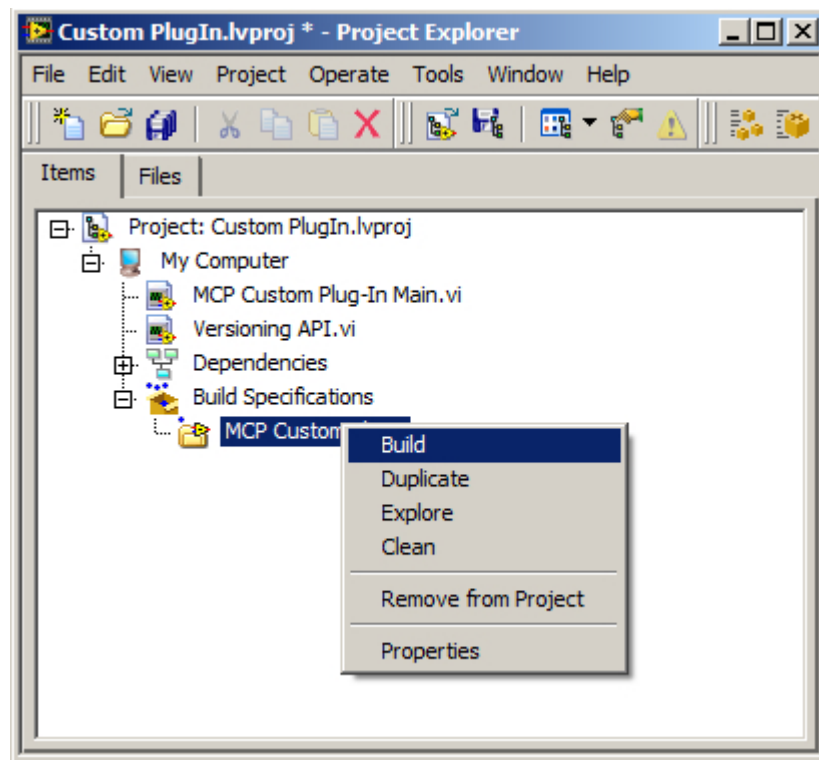 Custom PlugIn.lvproj * - Project Explorer
File Edit View Project Operate Tools Window Help
Items Files
Project: Custom PlugIn.lvproj
My Computer
MCP Custom Plug-In Main.vi
Versioning API.vi
Dependencies
Build Specifications
MCP Custom
Build
Duplicate
Explore
Clean
Remove from Project
Properties